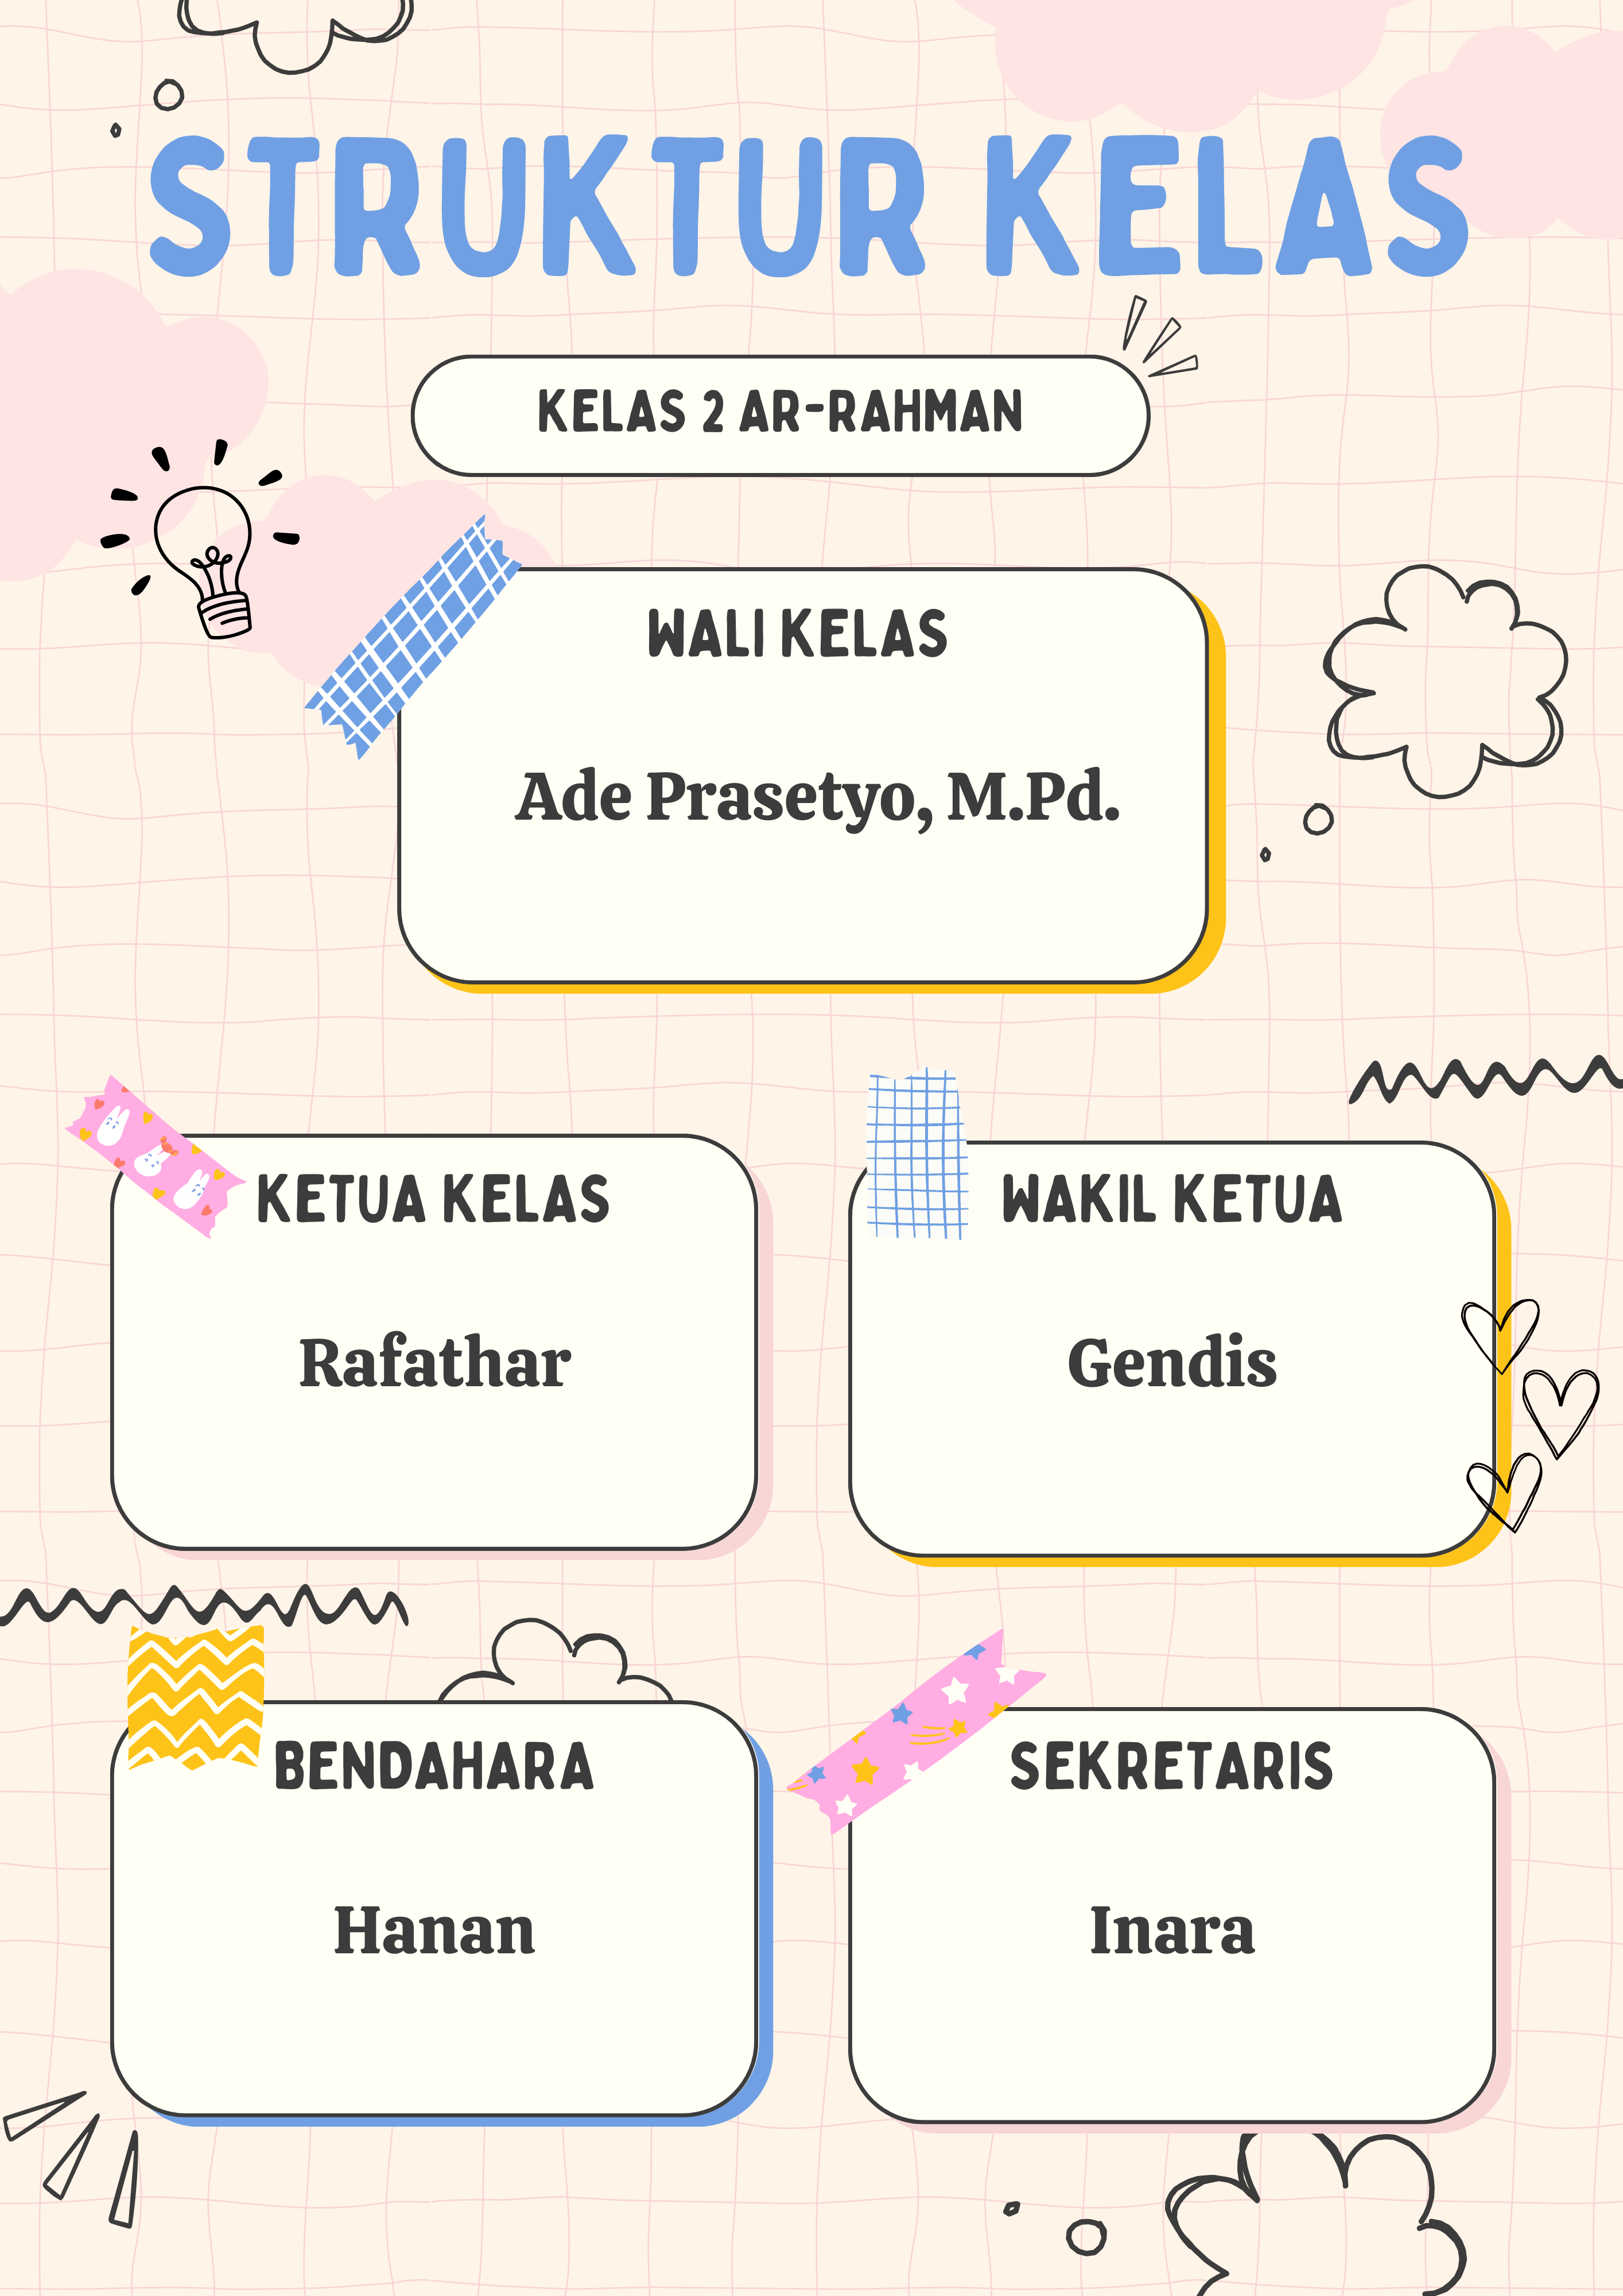 STRUKTUR KELAS
KELAS 2 AR-RAHMAN
WALI KELAS
Ade Prasetyo, M.Pd.
KETUA KELAS
Rafathar
WAKIL KETUA
Gendis
BENDAHARA
Hanan
SEKRETARIS
Inara